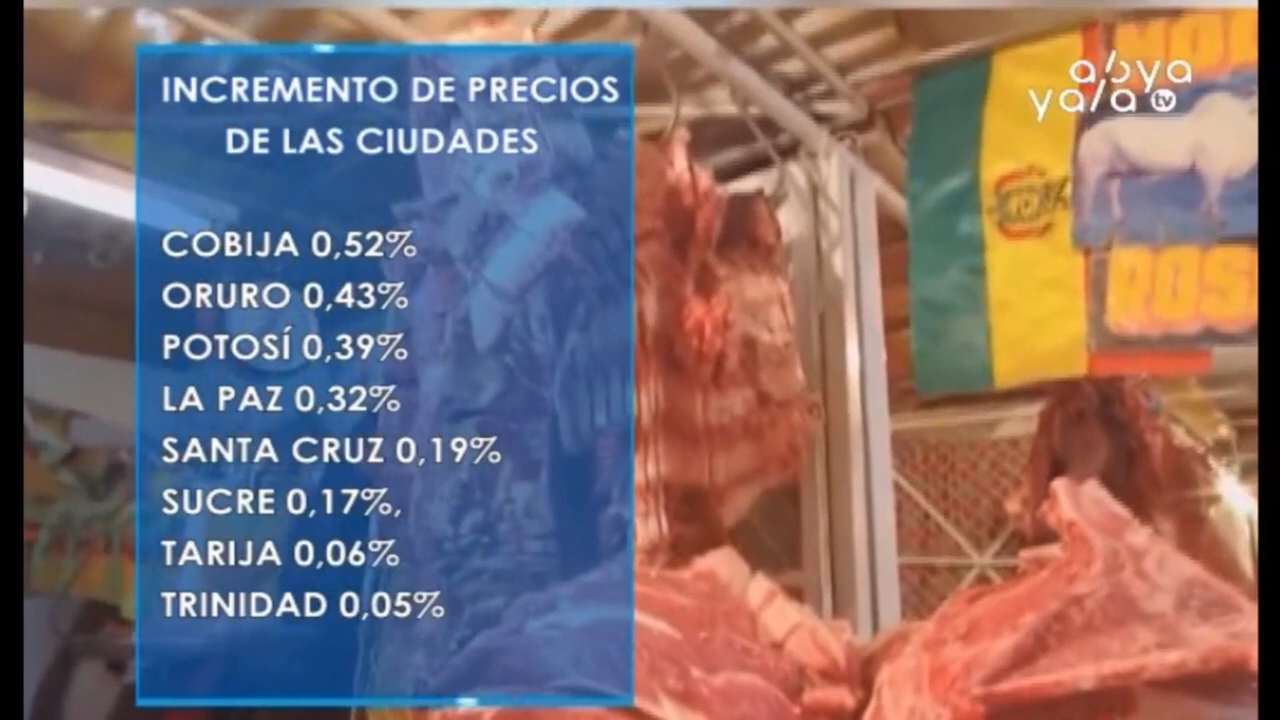 INCREMENTO DE PRECIOS
DE LAS CIUDADES
COBIJA 0,52%
ORURO 0,43%
POTOSÍ 0,39%
LA PAZ 0,32%
SANTA CRUZ 0,19%
SUCRE 0,17%,
TARIJA 0,06%
TRINIDAD 0,05%
abya
yala tv